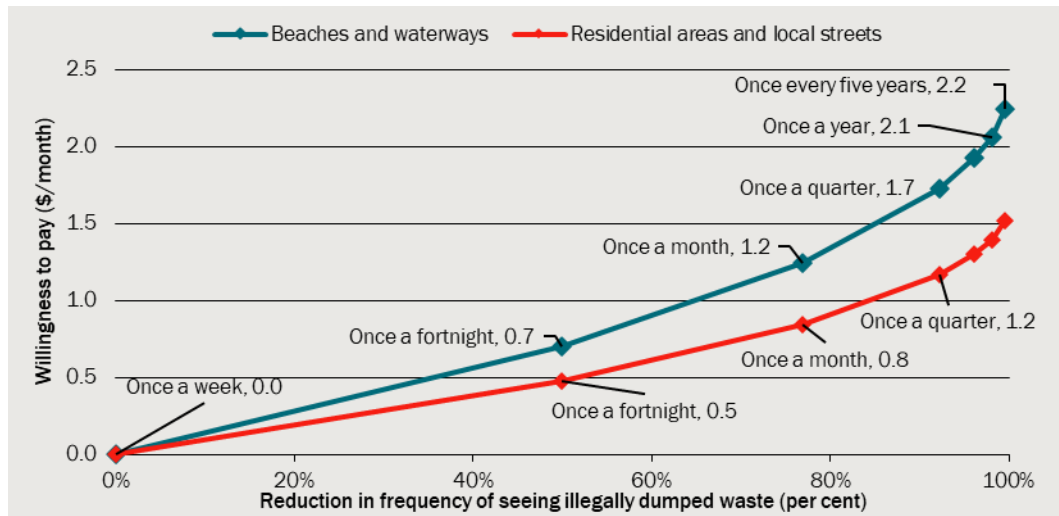 Beaches and waterways
Residential areas and local streets
Willingness to pay ($/month)
2.5
2.0
1.5
1.0
0.5
0.0
Once every five years, 2.2
Once a year, 2.1
Once a quarter, 1.7
Once a month, 1.2
Once a fortnight, 0.7
Once a week, 0.0
Once a quarter, 1.2
Once a month, 0.8
Once a fortnight, 0.5
0%
20%
40%
60%
80%
100%
Reduction in frequency of seeing illegally dumped waste (per cent)